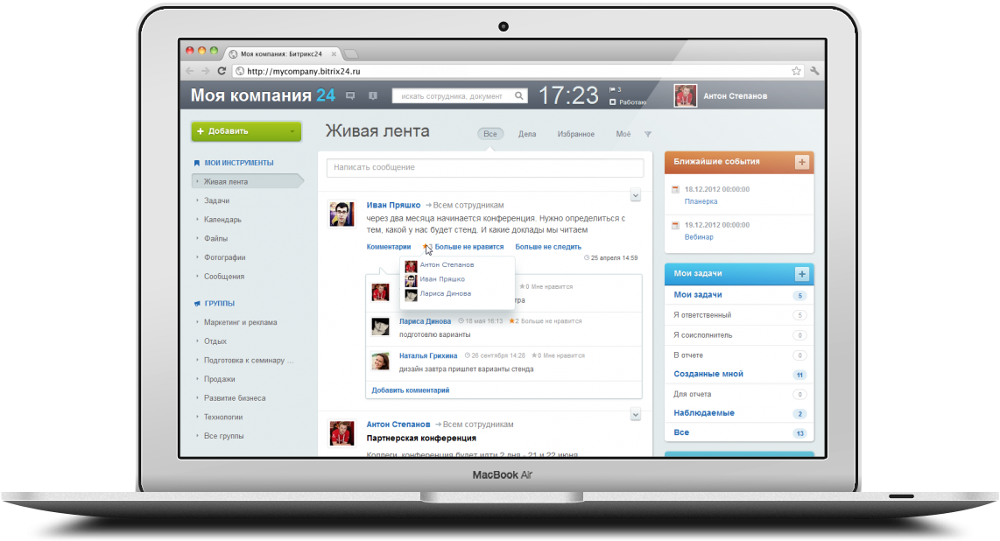 Моя компания: Битрикс24
http://mycompany.bitrix24.ru
Моя компания 24
искать сотрудника, документ
17:23
3
Работаю
Антон Степанов
Добавить
МОИ ИНСТРУМЕНТЫ
Живая лента
Задачи
Календарь
Файлы
Фотографии
Сообщения
ГРУППЫ
Маркетинг и реклама
Отдых
Подготовка к семинару ...
Продажи
Развитие бизнеса
Технологии
Все группы
Живая лента
Все Дела Избранное Моё
Написать сообщение
Иван Пряшко Всем сотрудникам
через два месяца начинается конференция. Нужно определиться с
тем, какой у нас будет стенд. И какие доклады мы читаем
Комментарии 3 Больше не нравится Больше не следить
25 апреля 14:59
Антон Степанов
Иван Пряшко
Лариса Динова
0 Мне нравится
тра
Лариса Динова 18 мая 16:13 2 Больше не нравится
подготовлю варианты
Наталья Грихина 26 сентября 14:28 0 Мне нравится
дизайн завтра пришлет варианты стенда
Добавить комментарий
Антон Степанов Всем сотрудникам
Партнерская конференция
Коллеги, конференция будет идти 2 дня - 21 и 22 июня
Ближайшие события +
18.12.2012 00:00:00
Планерка
19.12.2012 00:00:00
Вебинар
Мои задачи +
Мои задачи 5
Я ответственный 5
Я соисполнитель 0
В отчете 0
Созданные мной 11
Для отчета 0
Наблюдаемые 2
Все 13
MacBook Air